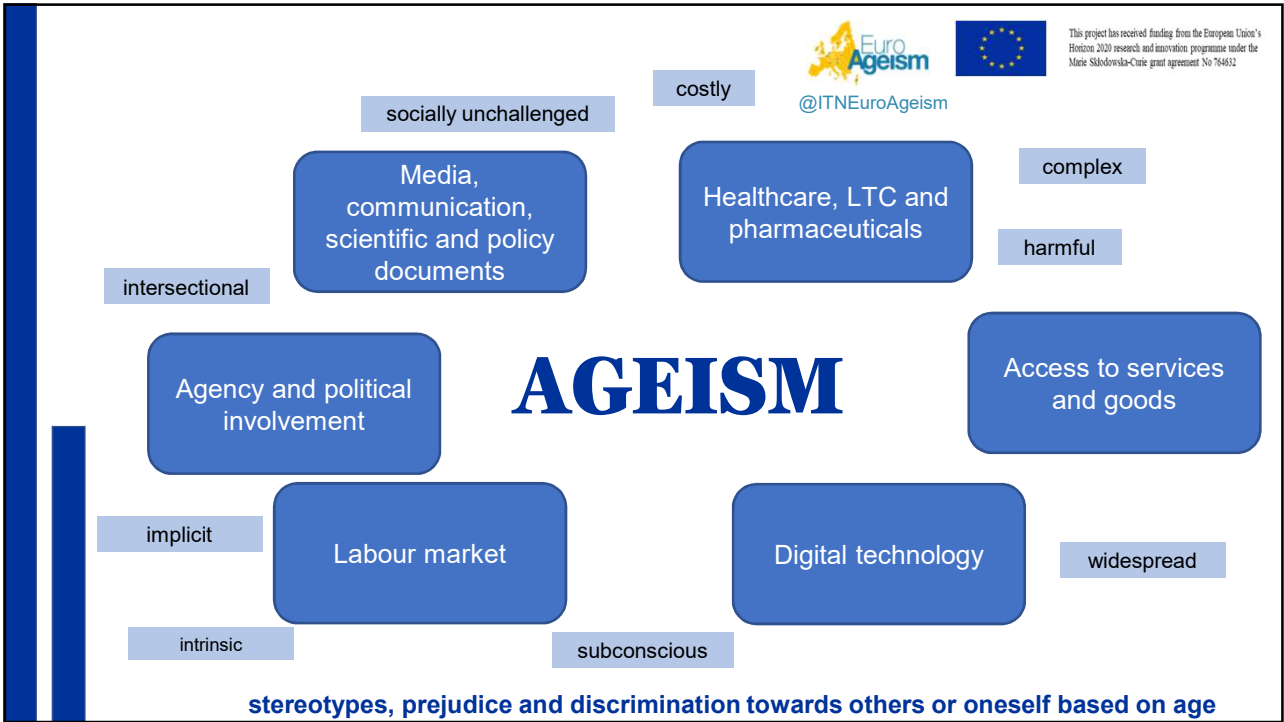 Euro
Ageism
This project has received funding from the European Union's
Horizon 2020 research and innovation programme under the
Marie Skłodowska-Curie grant agreement No 764632
@ITNEuroAgeism
costly
socially unchallenged
Media,
communication,
scientific and policy
documents
Healthcare, LTC and
pharmaceuticals
complex
harmful
intersectional
Agency and political
involvement
AGEISM
Access to services
and goods
implicit
Labour market
Digital technology
widespread
intrinsic
subconscious
stereotypes, prejudice and discrimination towards others or oneself based on age